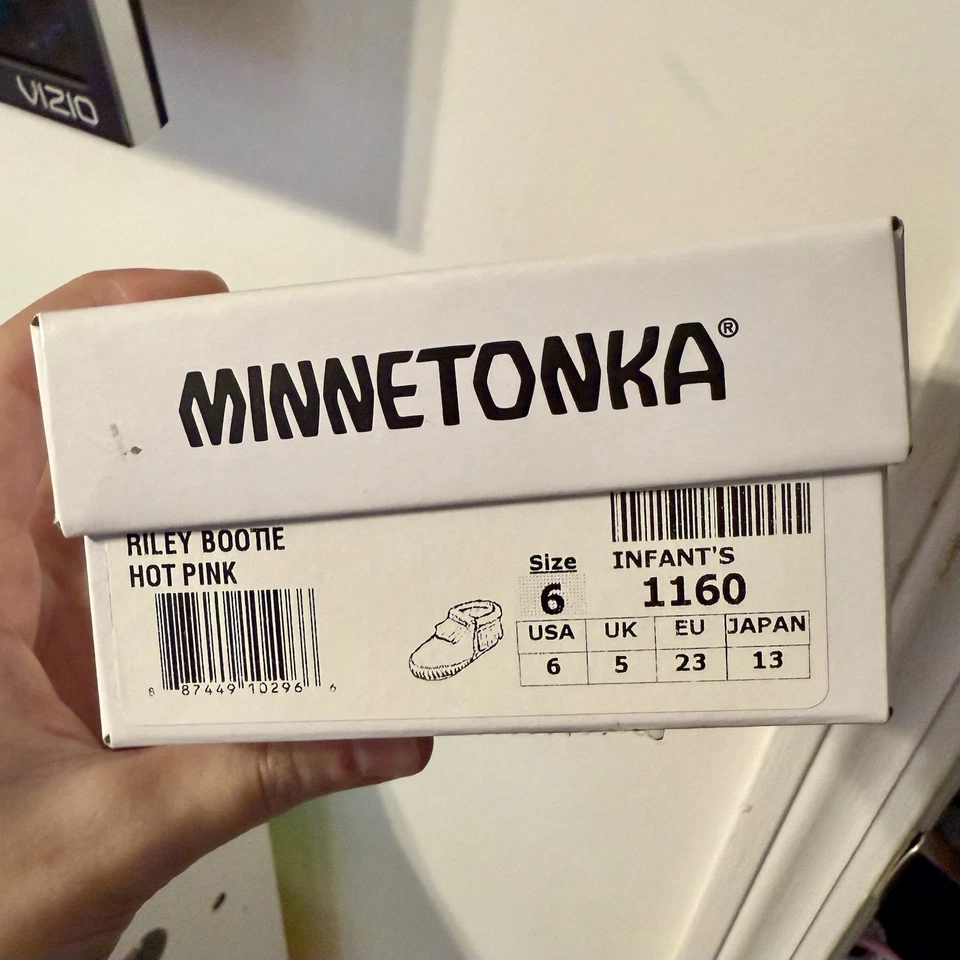 VIZIO
MINNETONKA®
RILEY BOOTIE
HOT PINK
8 87449 10296 6
Size
6
INFANT'S
1160
USA UK EU JAPAN
6 5 23 13